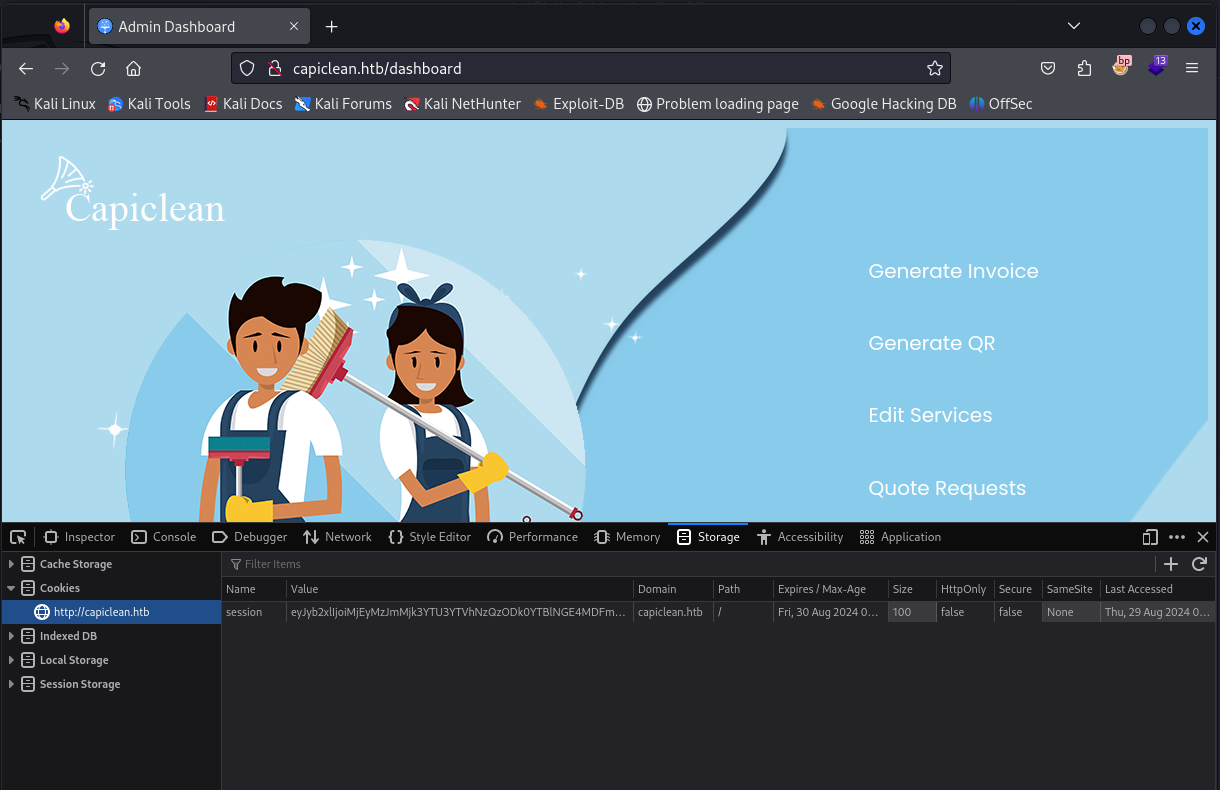 Admin Dashboard
capiclean.htb/dashboard
bp
13
Kali Linux Kali Tools Kali Docs Kali Forums Kali NetHunter Exploit-DB Problem loading page Google Hacking DB OffSec
Capiclean
Generate Invoice
Generate QR
Edit Services
Quote Requests
Inspector Console Debugger Network Style Editor Performance Memory Storage Accessibility Application
Cache Storage
Cookies
http://capiclean.htb
Indexed DB
Local Storage
Session Storage
Filter Items
Name Value Domain Path Expires / Max-Age Size HttpOnly Secure SameSite Last Accessed
session capiclean.htb / Fri, 30 Aug 2024 0... 100 false false None Thu, 29 Aug 2024 0...